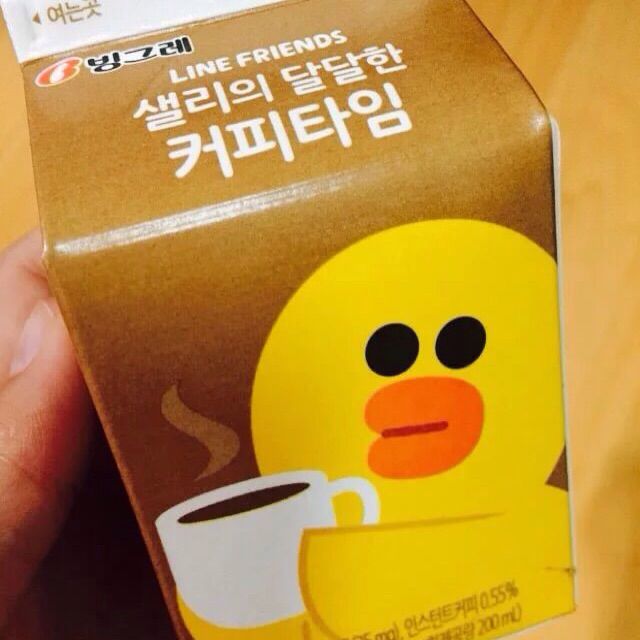 ◂ 여는곳
빙그레
LINE FRIENDS
샐리의 달달한
커피타임
mg), 인스턴트커피 0.55%
200 mL)